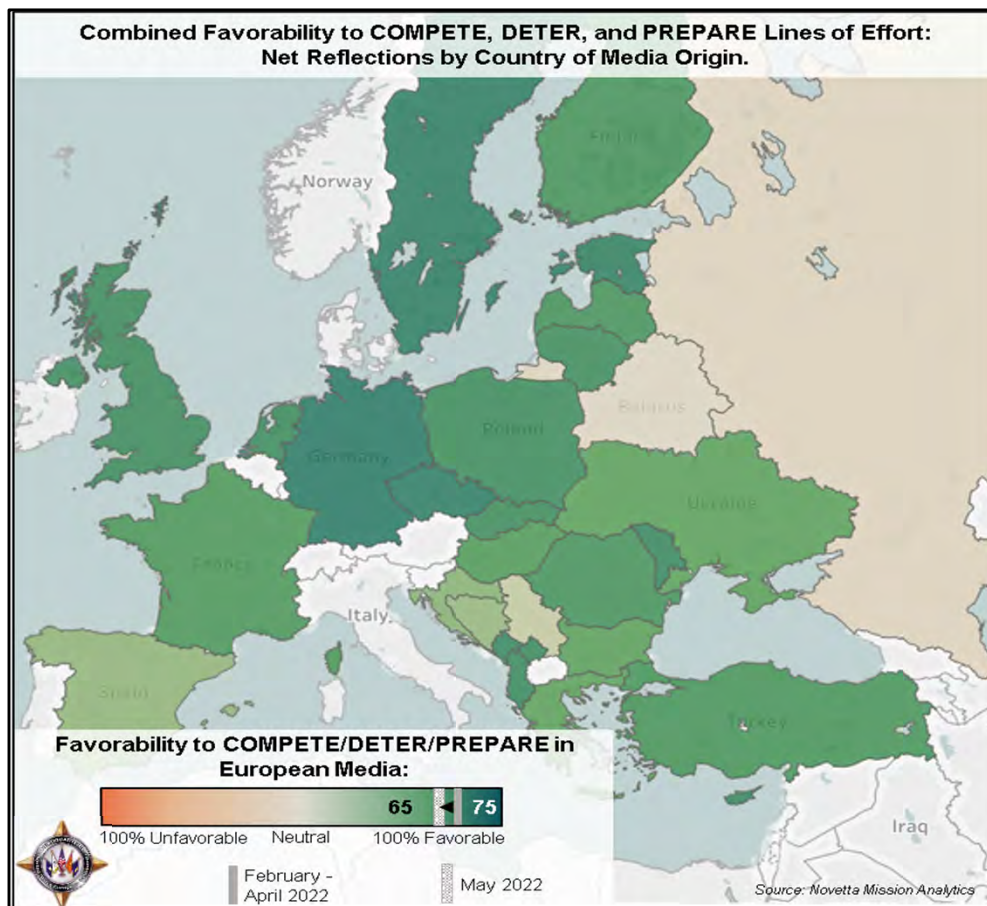 Combined Favorability to COMPETE, DETER, and PREPARE Lines of Effort:
Net Reflections by Country of Media Origin.
Finland
Norway
Belarus
Poland
Germany
Ukraine
France
Italy
Spain
Turkey
Iraq
Favorability to COMPETE/DETER/PREPARE in
European Media:
65 75
100% Unfavorable Neutral 100% Favorable
February -
April 2022
May 2022
Source: Novetta Mission Analytics